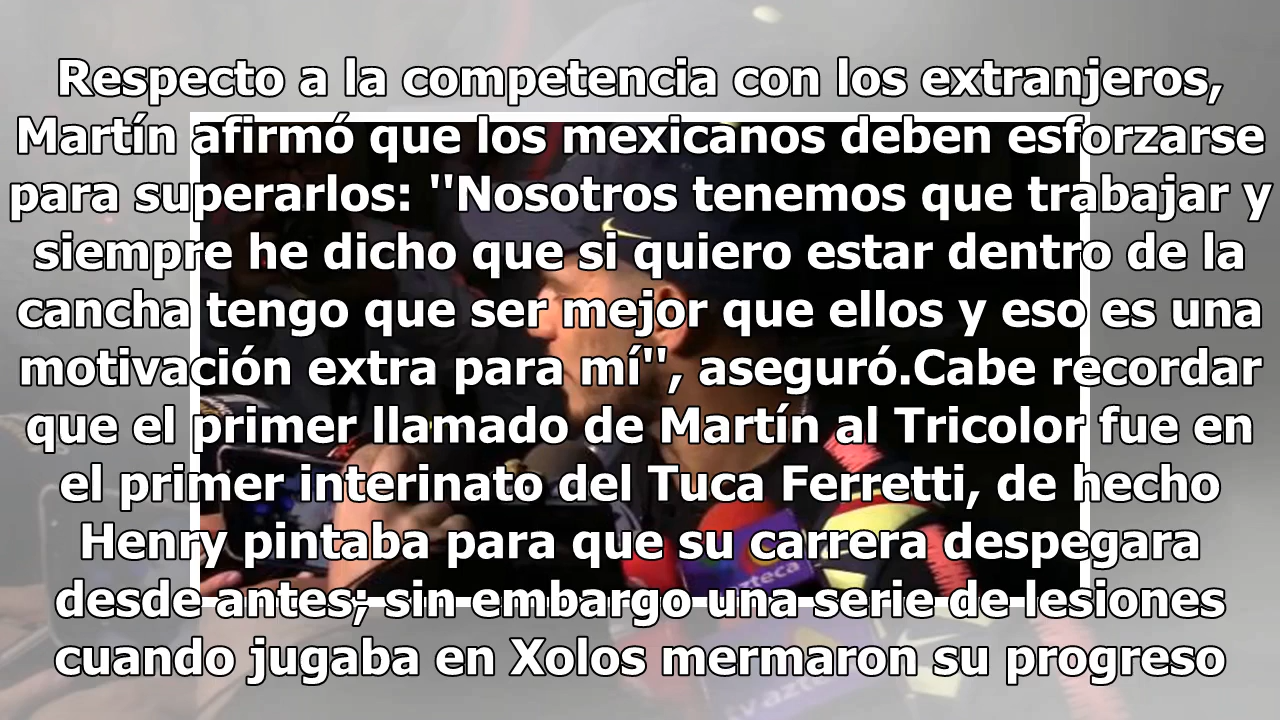 Respecto a la competencia con los extranjeros,
Martín afirmó que los mexicanos deben esforzarse
para superarlos: ''Nosotros tenemos que trabajar y
siempre he dicho que si quiero estar dentro de la
cancha tengo que ser mejor que ellos y eso es una
motivación extra para mí'', aseguró.Cabe recordar
que el primer llamado de Martín al Tricolor fue en
el primer interinato del Tuca Ferretti, de hecho
Henry pintaba para que su carrera despegara
desde antes; sin embargo una serie de lesiones
cuando jugaba en Xolos mermaron su progreso
azteca
tv azteca